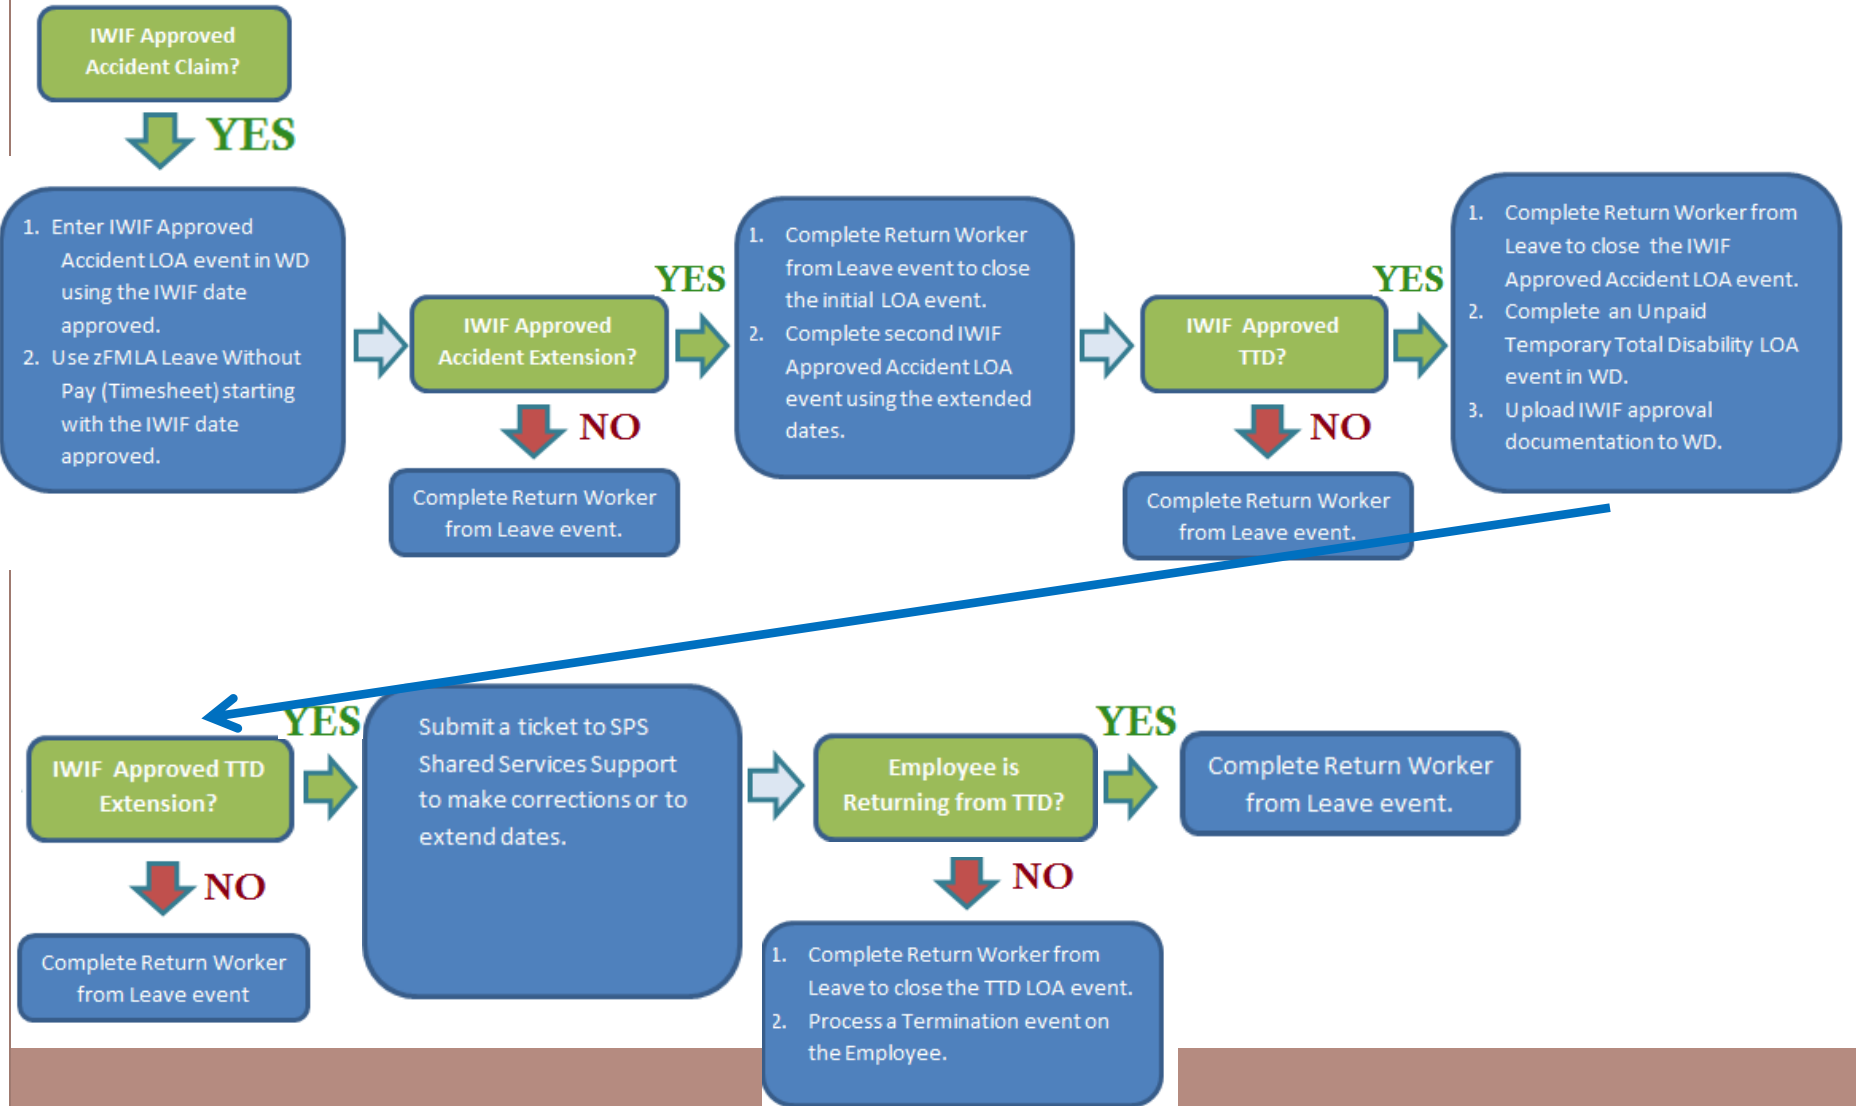 IWIF Approved
Accident Claim?
YES
1. Enter IWIF Approved
Accident LOA event in WD
using the IWIF date
approved.
2. Use zFMLA Leave Without
Pay (Timesheet) starting
with the IWIF date
approved.
IWIF Approved
Accident Extension?
YES
NO
Complete Return Worker
from Leave event.
1. Complete Return Worker
from Leave event to close
the initial LOA event.
2. Complete second IWIF
Approved Accident LOA
event using the extended
dates.
IWIF Approved
TTD?
YES
NO
Complete Return Worker
from Leave event.
1. Complete Return Worker from
Leave to close the IWIF
Approved Accident LOA event.
2. Complete an Unpaid
Temporary Total Disability LOA
event in WD.
3. Upload IWIF approval
documentation to WD.
IWIF Approved TTD
Extension?
YES
NO
Complete Return Worker
from Leave event
Submit a ticket to SPS
Shared Services Support
to make corrections or to
extend dates.
Employee is
Returning from TTD?
YES
NO
Complete Return Worker
from Leave event.
1. Complete Return Worker from
Leave to close the TTD LOA event.
2. Process a Termination event on
the Employee.